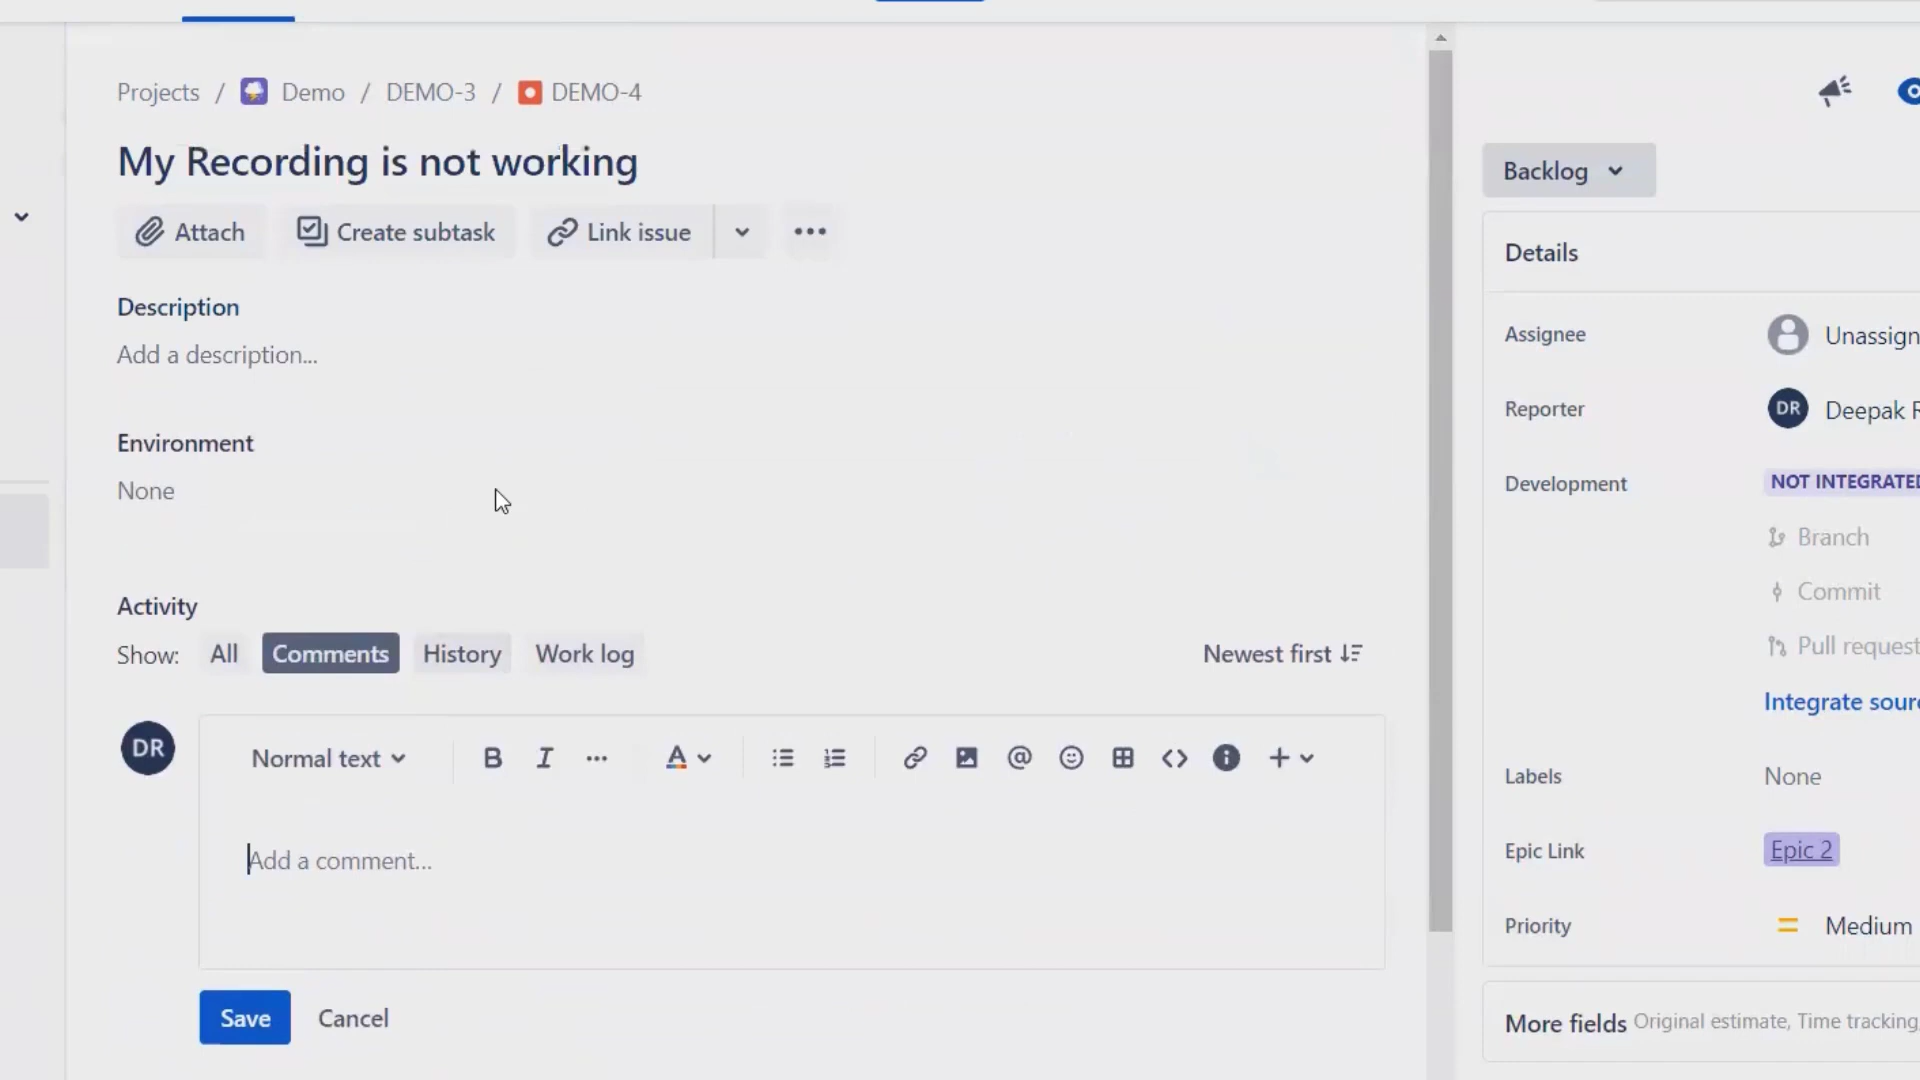 Projects / Demo / DEMO-3 / DEMO-4
My Recording is not working
Attach
Create subtask
Link issue
Description
Add a description...
Environment
None
Activity
Show: All Comments History Work log
Newest first
DR
Normal text
Add a comment...
Save
Cancel
Backlog
Details
Assignee
Unassign
Reporter
DR
Deepak R
Development
NOT INTEGRATED
Branch
Commit
Pull request
Integrate sour
Labels
None
Epic Link
Epic 2
Priority
Medium
More fields Original estimate, Time tracking,